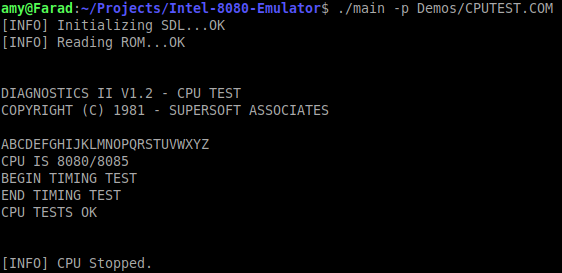 amy@Farad:~/Projects/Intel-8080-Emulator$ ./main -p Demos/CPUTEST.COM
[INFO] Initializing SDL...OK
[INFO] Reading ROM...OK
DIAGNOSTICS II V1.2 - CPU TEST
COPYRIGHT (C) 1981 - SUPERSOFT ASSOCIATES
ABCDEFGHIJKLMNOPQRSTUVWXYZ
CPU IS 8080/8085
BEGIN TIMING TEST
END TIMING TEST
CPU TESTS OK
[INFO] CPU Stopped.